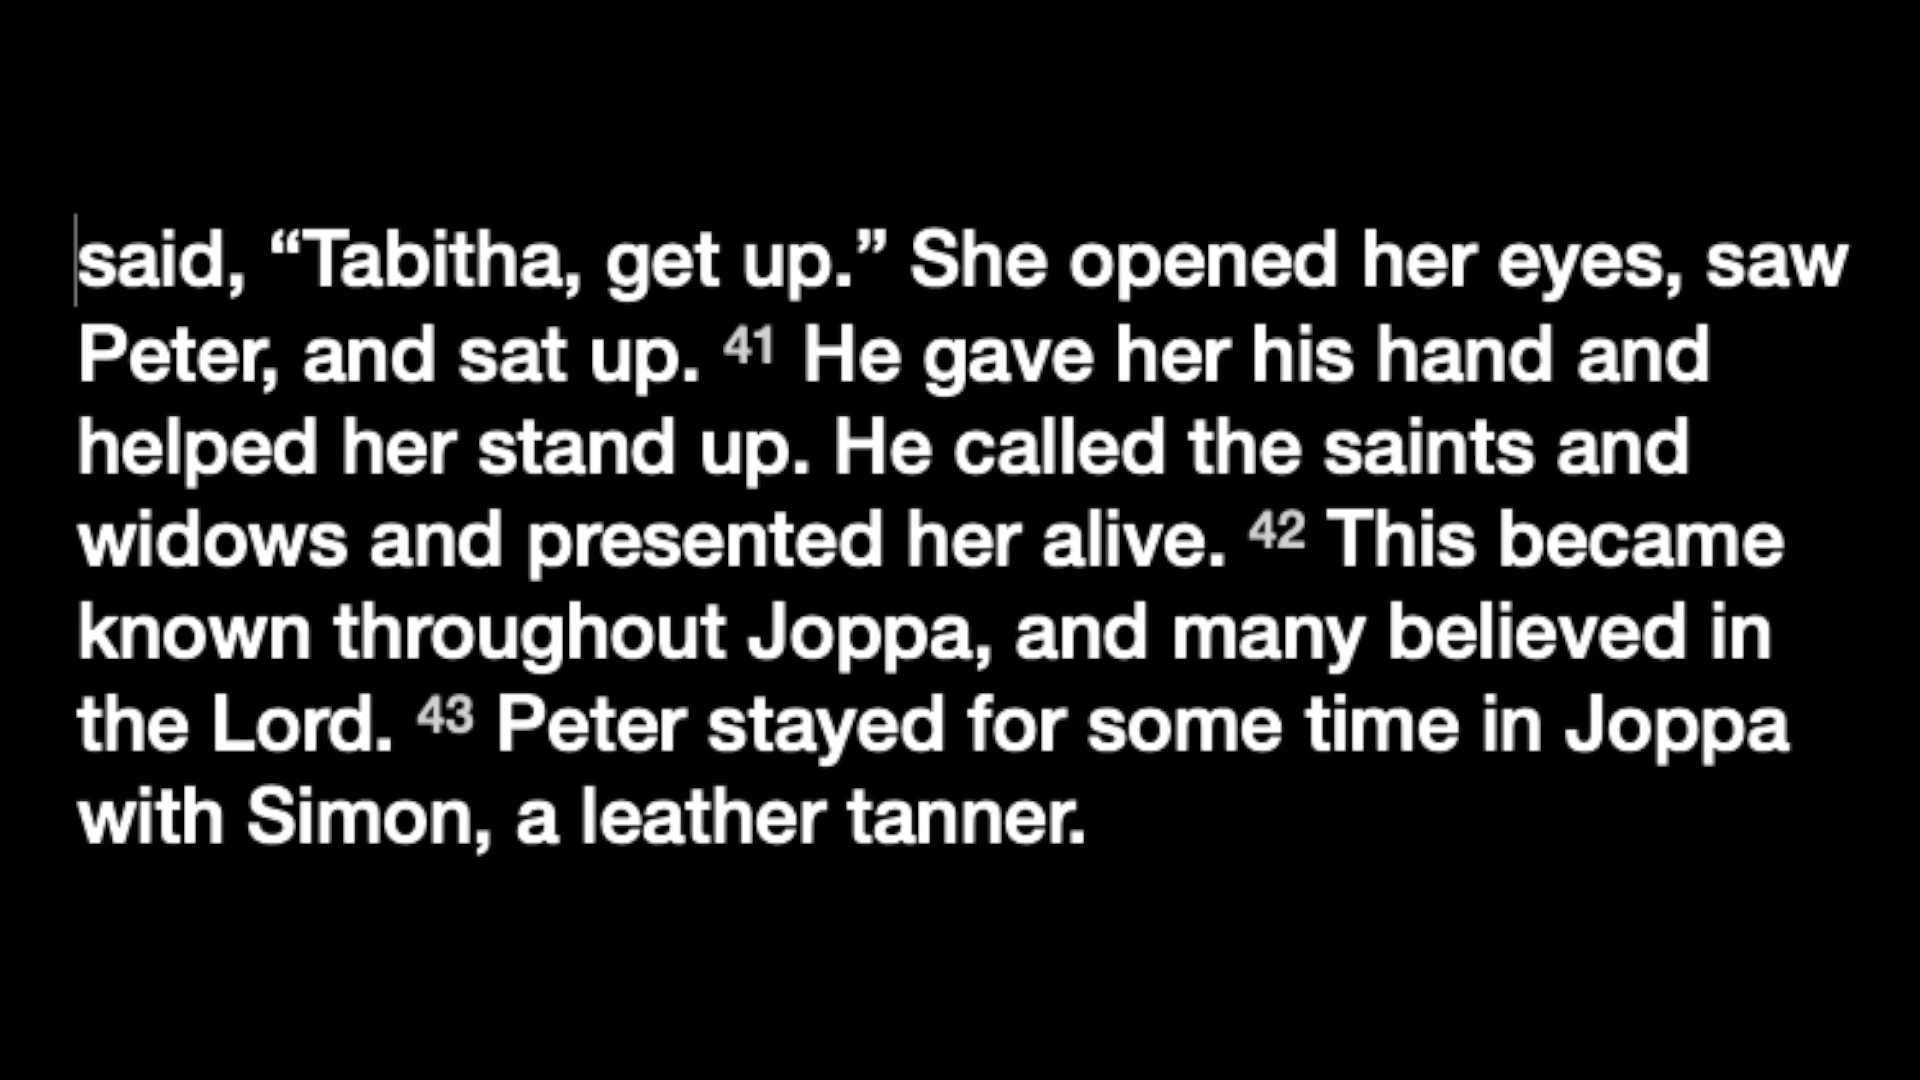 said, “Tabitha, get up.” She opened her eyes, saw
Peter, and sat up. 41 He gave her his hand and
helped her stand up. He called the saints and
widows and presented her alive. 42 This became
known throughout Joppa, and many believed in
the Lord. 43 Peter stayed for some time in Joppa
with Simon, a leather tanner.